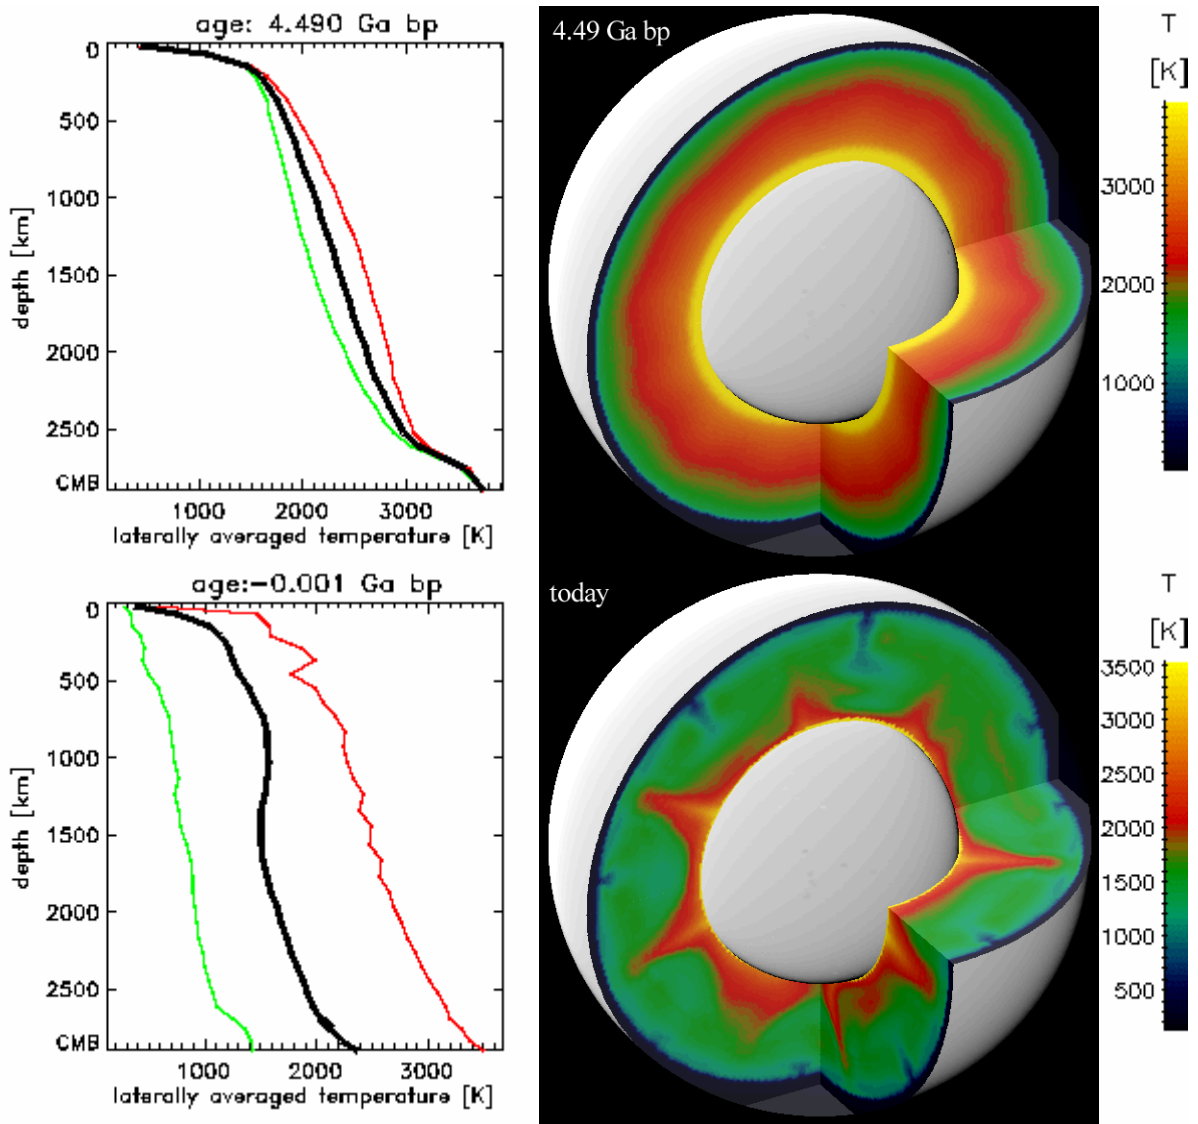 age: 4.490 Ga bp
0
500
1000
1500
2000
2500
CMB
depth [km]
1000 2000 3000
laterally averaged temperature [K]
4.49 Ga bp
T
[K]
3000
2000
1000
age:-0.001 Ga bp
0
500
1000
1500
2000
2500
CMB
depth [km]
1000 2000 3000
laterally averaged temperature [K]
today
T
[K]
3500
3000
2500
2000
1500
1000
500